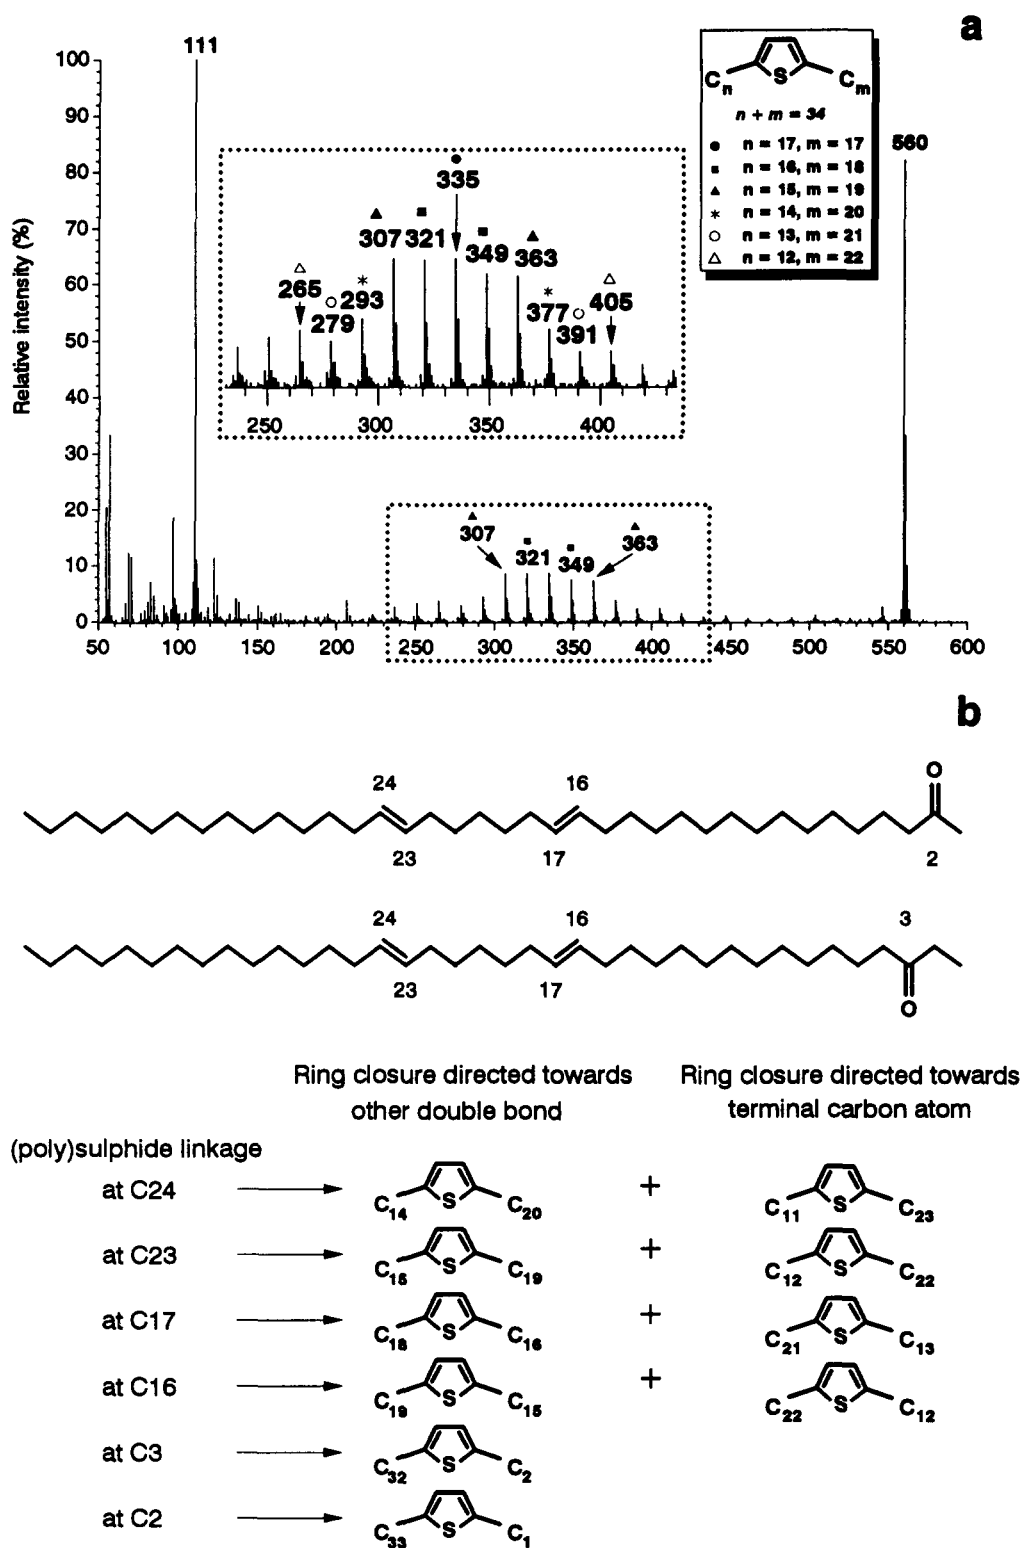 a
111
560
Relative intensity (%)
100
90
80
70
60
50
40
30
20
10
0
50 100 150 200 250 300 350 400 450 500 550 600
335
307 321 349 363
265 279 293 377 391 405
250 300 350 400
307 321 349 363
C_n S C_m
n + m = 34
● n = 17, m = 17
■ n = 16, m = 18
▲ n = 15, m = 19
* n = 14, m = 20
○ n = 13, m = 21
△ n = 12, m = 22
b
24 16 O
23 17 2
24 16 3
23 17 O
Ring closure directed towards other double bond
Ring closure directed towards terminal carbon atom
(poly)sulphide linkage
at C24 C14 S C20 + C11 S C23
at C23 C15 S C19 + C12 S C22
at C17 C18 S C16 + C21 S C13
at C16 C19 S C15 + C22 S C12
at C3 C32 S C2
at C2 C33 S C1